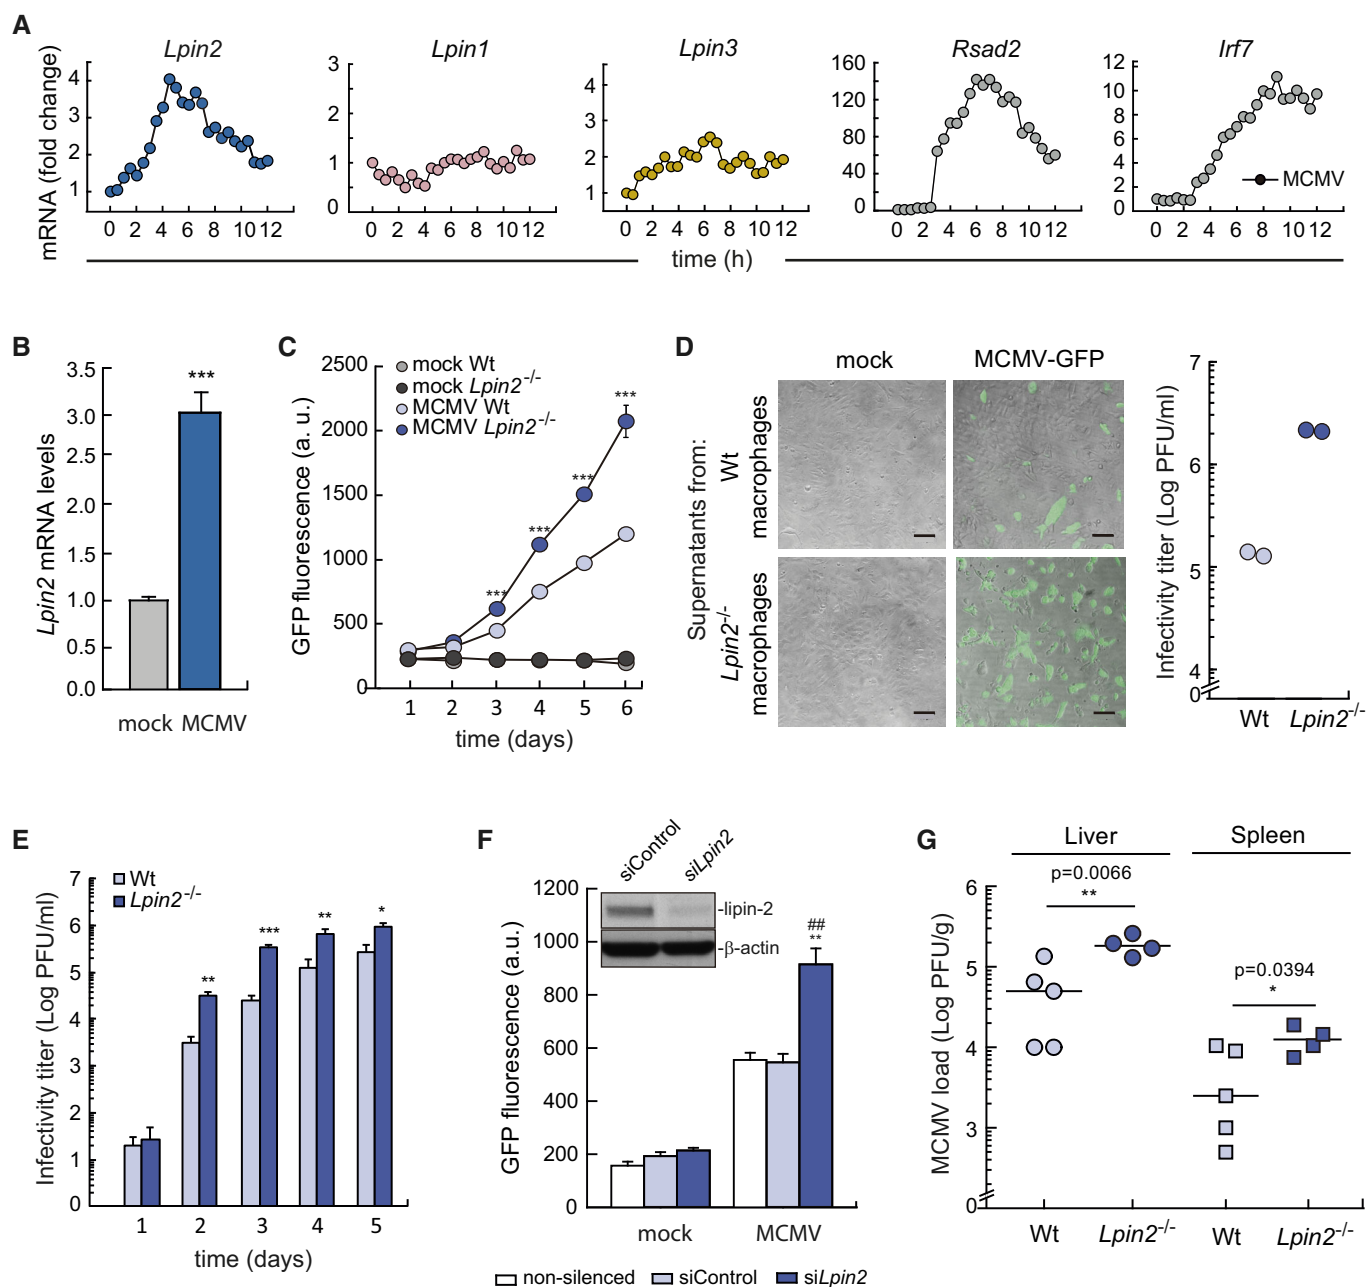 A
Lpin2
Lpin1
Lpin3
Rsad2
Irf7
mRNA (fold change)
4
3
2
1
3
2
1
0
4
3
2
1
160
120
80
40
0
12
10
8
6
4
2
0
MCMV
0 2 4 6 8 10 12
0 2 4 6 8 10 12
0 2 4 6 8 10 12
0 2 4 6 8 10 12
0 2 4 6 8 10 12
time (h)
B
Lpin2 mRNA levels
3.5
3.0
2.5
2.0
1.0
0.5
0.0
***
mock MCMV
C
GFP fluorescence (a. u.)
2500
2000
1500
1000
500
0
mock Wt
mock Lpin2-/-
MCMV Wt
MCMV Lpin2-/-
***
***
***
***
1 2 3 4 5 6
time (days)
D
mock
MCMV-GFP
Supernatants from:
Wt
macrophages
Lpin2-/-
macrophages
Infectivity titer (Log PFU/ml)
7
6
5
4
0
Wt
Lpin2-/-
E
Wt
Lpin2-/-
Infectivity titer (Log PFU/ml)
7
6
5
4
3
2
1
0
**
***
**
*
1 2 3 4 5
time (days)
F
siControl
siLpin2
-lipin-2
-β-actin
GFP fluorescence (a.u.)
1200
1000
800
600
400
200
0
##
**
mock
MCMV
non-silenced
siControl
siLpin2
G
Liver
Spleen
p=0.0066
**
p=0.0394
*
MCMV load (Log PFU/g)
6
5
4
3
0
Wt
Lpin2-/-
Wt
Lpin2-/-